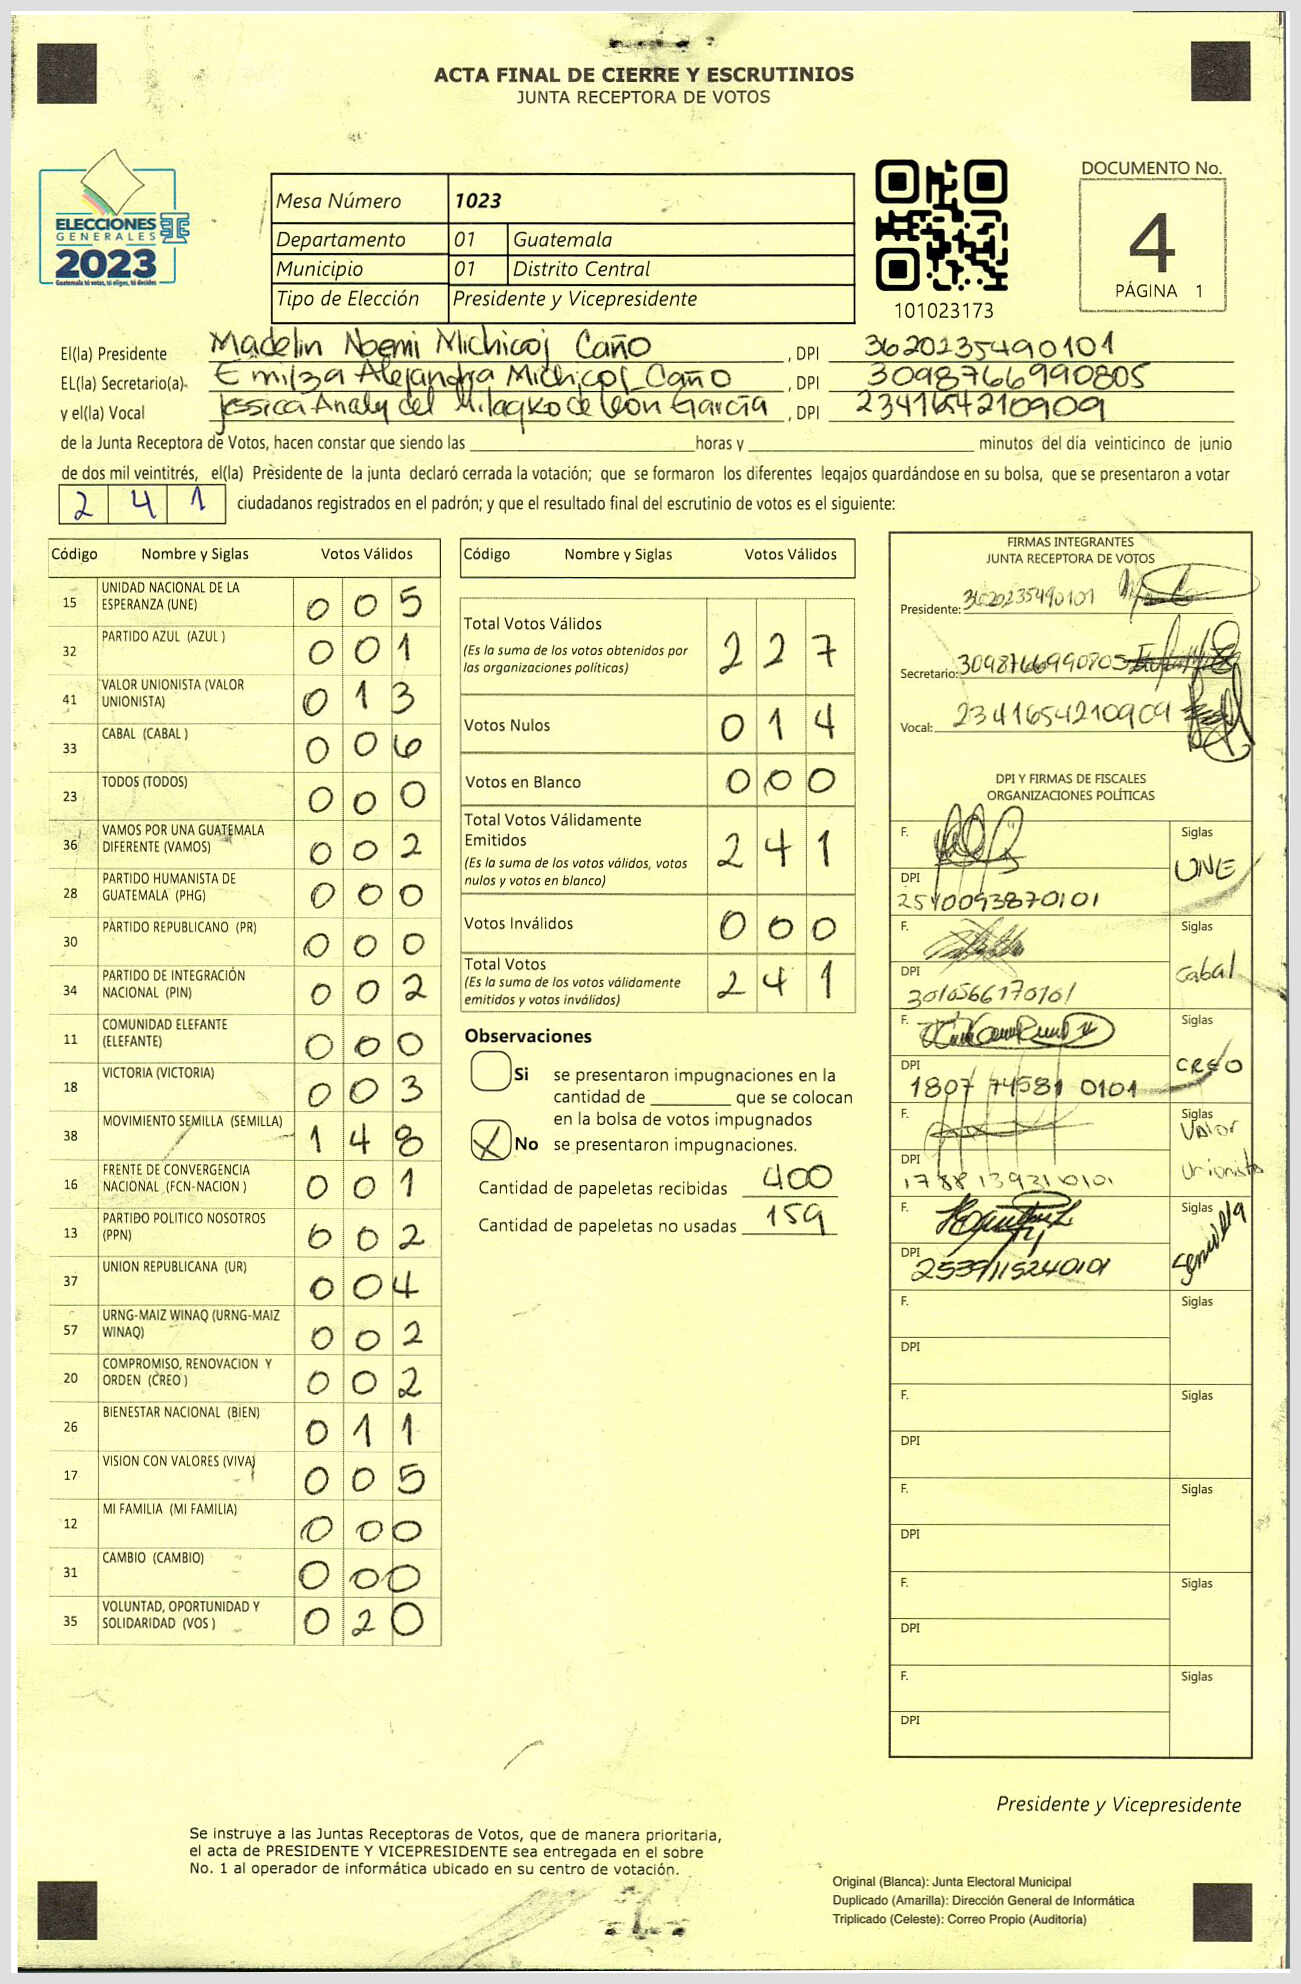 ACTA FINAL DE CIERRE Y ESCRUTINIOS
JUNTA RECEPTORA DE VOTOS
ELECCIONES
GENERALES
2023
Guatemala tú votas, tú eliges, tú decides
Mesa Número 1023
Departamento 01 Guatemala
Municipio 01 Distrito Central
Tipo de Elección Presidente y Vicepresidente
101023173
DOCUMENTO No.
4
PÁGINA 1
El(la) Presidente Madelin Noemi Michicoj Caño , DPI 3620235490101
EL(la) Secretario(a)- Emilza Alejandra Michicoj Caño , DPI 3098766990805
y el(la) Vocal Jessica Analy del Milagro de León García , DPI 2341654210909
de la Junta Receptora de Votos, hacen constar que siendo las horas y minutos del día veinticinco de junio
de dos mil veintitrés, el(la) Presidente de la junta declaró cerrada la votación; que se formaron los diferentes legajos guardándose en su bolsa, que se presentaron a votar
2 4 1 ciudadanos registrados en el padrón; y que el resultado final del escrutinio de votos es el siguiente:
Código Nombre y Siglas Votos Válidos
15 UNIDAD NACIONAL DE LA
ESPERANZA (UNE) 0 0 5
32 PARTIDO AZUL (AZUL ) 0 0 1
41 VALOR UNIONISTA (VALOR
UNIONISTA) 0 1 3
33 CABAL (CABAL ) 0 0 6
23 TODOS (TODOS) 0 0 0
36 VAMOS POR UNA GUATEMALA
DIFERENTE (VAMOS) 0 0 2
28 PARTIDO HUMANISTA DE
GUATEMALA (PHG) 0 0 0
30 PARTIDO REPUBLICANO (PR) 0 0 0
34 PARTIDO DE INTEGRACIÓN
NACIONAL (PIN) 0 0 2
11 COMUNIDAD ELEFANTE
(ELEFANTE) 0 0 0
18 VICTORIA (VICTORIA) 0 0 3
38 MOVIMIENTO SEMILLA (SEMILLA) 1 4 8
16 FRENTE DE CONVERGENCIA
NACIONAL (FCN-NACION ) 0 0 1
13 PARTIDO POLITICO NOSOTROS
(PPN) 0 0 2
37 UNION REPUBLICANA (UR) 0 0 4
57 URNG-MAIZ WINAQ (URNG-MAIZ
WINAQ) 0 0 2
20 COMPROMISO, RENOVACION Y
ORDEN (CREO ) 0 0 2
26 BIENESTAR NACIONAL (BIEN) 0 1 1
17 VISION CON VALORES (VIVA) 0 0 5
12 MI FAMILIA (MI FAMILIA) 0 0 0
31 CAMBIO (CAMBIO) 0 0 0
35 VOLUNTAD, OPORTUNIDAD Y
SOLIDARIDAD (VOS ) 0 2 0
Código Nombre y Siglas Votos Válidos
Total Votos Válidos
(Es la suma de los votos obtenidos por
las organizaciones políticas) 2 2 7
Votos Nulos 0 1 4
Votos en Blanco 0 0 0
Total Votos Válidamente
Emitidos
(Es la suma de los votos válidos, votos
nulos y votos en blanco) 2 4 1
Votos Inválidos 0 0 0
Total Votos
(Es la suma de los votos válidamente
emitidos y votos inválidos) 2 4 1
Observaciones
Si se presentaron impugnaciones en la
cantidad de que se colocan
en la bolsa de votos impugnados
X No se presentaron impugnaciones.
Cantidad de papeletas recibidas 400
Cantidad de papeletas no usadas 159
FIRMAS INTEGRANTES
JUNTA RECEPTORA DE VOTOS
Presidente: 3620235490101
Secretario: 3098766990805
Vocal: 2341654210909
DPI Y FIRMAS DE FISCALES
ORGANIZACIONES POLÍTICAS
F. Siglas
UNE
DPI
2510093870101
F. Siglas
Cabal
DPI
3010566170101
F. Siglas
CREO
DPI
1807 74581 0101
F. Siglas
Valor
Unionista
DPI
1788139210101
F. Siglas
Semilla
DPI
2539115240101
F. Siglas
DPI
F. Siglas
DPI
F. Siglas
DPI
F. Siglas
DPI
F. Siglas
DPI
Presidente y Vicepresidente
Se instruye a las Juntas Receptoras de Votos, que de manera prioritaria,
el acta de PRESIDENTE Y VICEPRESIDENTE sea entregada en el sobre
No. 1 al operador de informática ubicado en su centro de votación.
Original (Blanca): Junta Electoral Municipal
Duplicado (Amarilla): Dirección General de Informática
Triplicado (Celeste): Correo Propio (Auditoría)